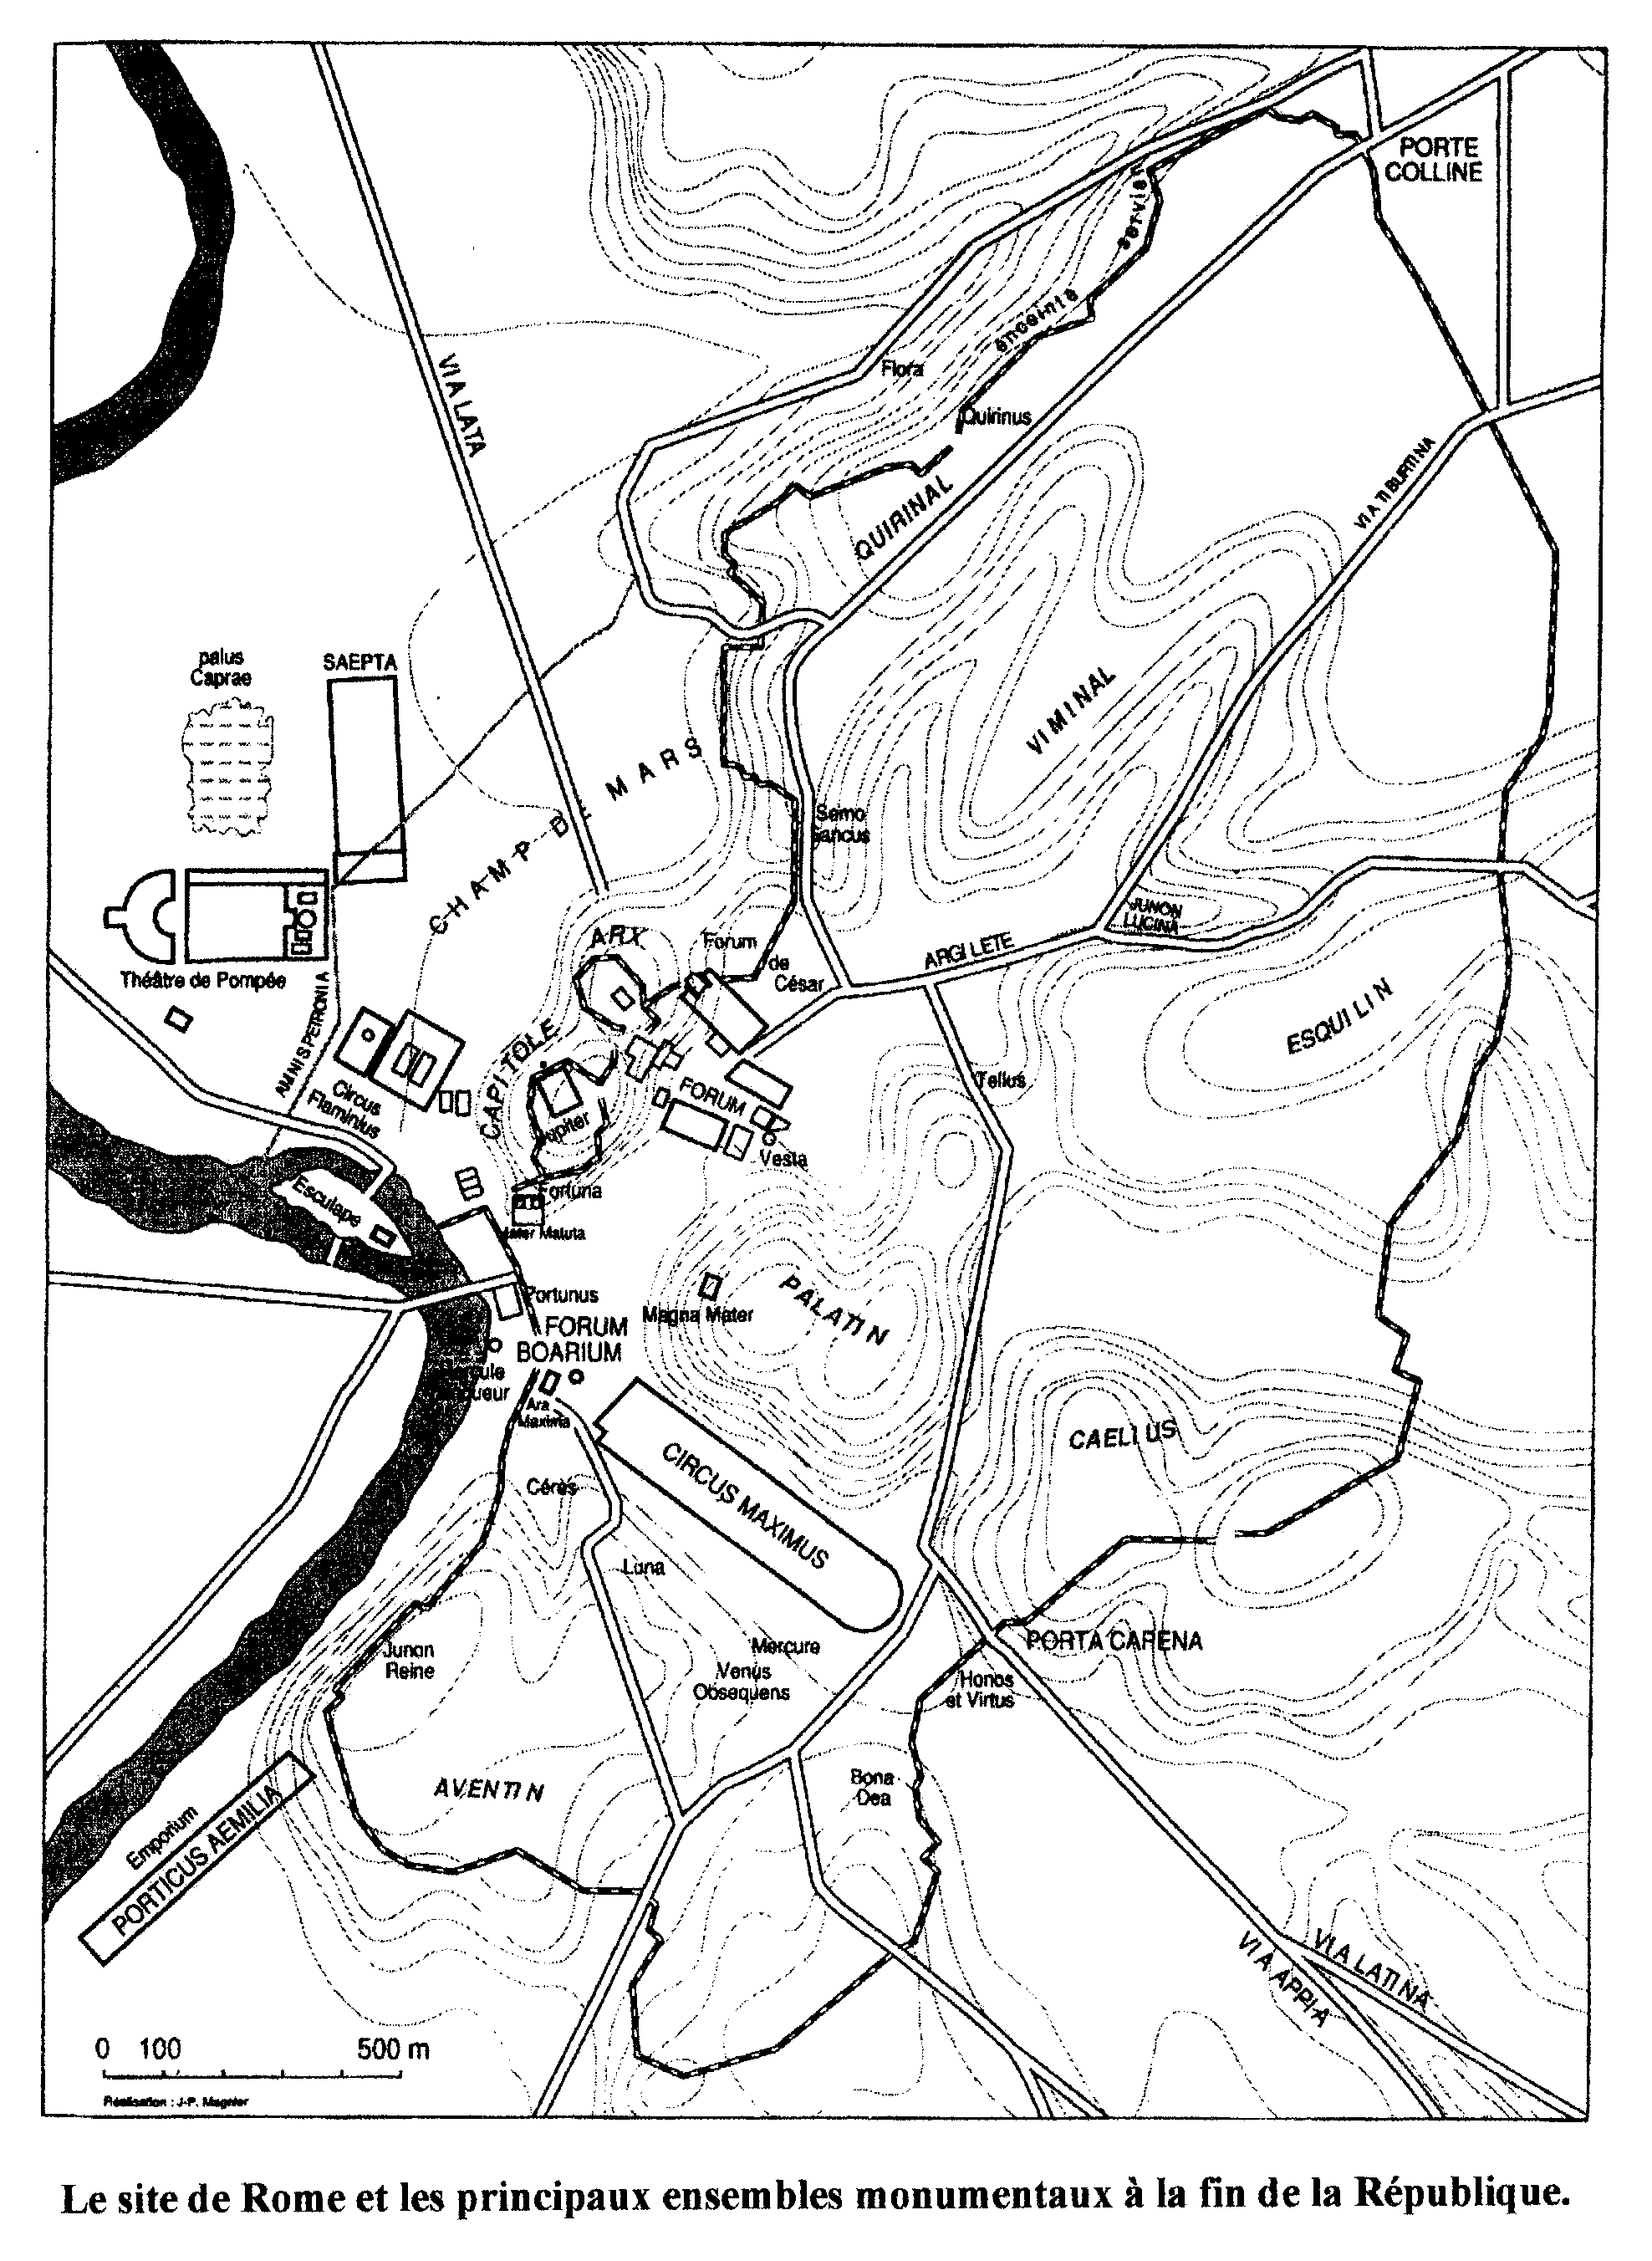 PORTE
COLLINE
servienne
enceinte
Flora
Quirinus
VIA LATA
QUIRINAL
VIA TIBURTINA
palus
Caprae
SAEPTA
VIMINAL
CHAMP DE MARS
Semo
Sancus
JUNON
LUCINA
ARGILETE
ARX
Forum
de
César
Théâtre de Pompée
AMNIS PETRONIA
ESQUILIN
Circus
Flaminius
CAPITOLE
FORUM
Tellus
Jupiter
Vesta
Esculape
Fortuna
Mater Matuta
Portunus
FORUM
BOARIUM
Magna Mater
PALATIN
Ara
Maxima
CAELIUS
CIRCUS MAXIMUS
Cérès
Luna
Junon
Reine
Mercure
Venus
Obsequens
PORTA CAPENA
Honos
et Virtus
AVENTIN
Bona
Dea
Emporium
PORTICUS AEMILIA
VIA LATINA
VIA APPIA
0 100 500 m
Réalisation : J-P. Magnier
Le site de Rome et les principaux ensembles monumentaux à la fin de la République.